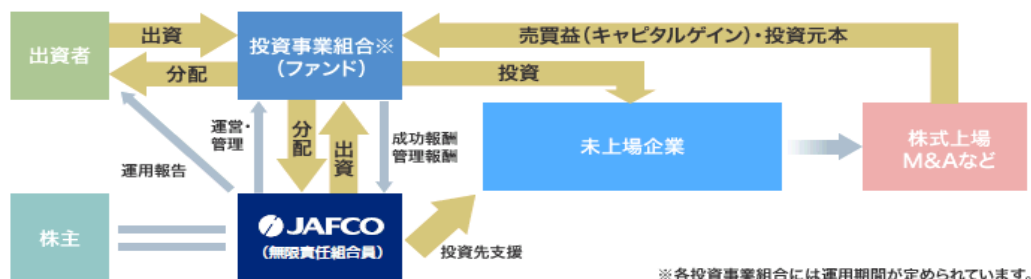 出資者
出資
分配
投資事業組合※
（ファンド）
売買益（キャピタルゲイン）・投資元本
投資
運営・
管理
分配
出資
成功報酬
管理報酬
未上場企業
株式上場
M&Aなど
運用報告
株主
JAFCO
（無限責任組合員）
投資先支援
※各投資事業組合には運用期間が定められています。